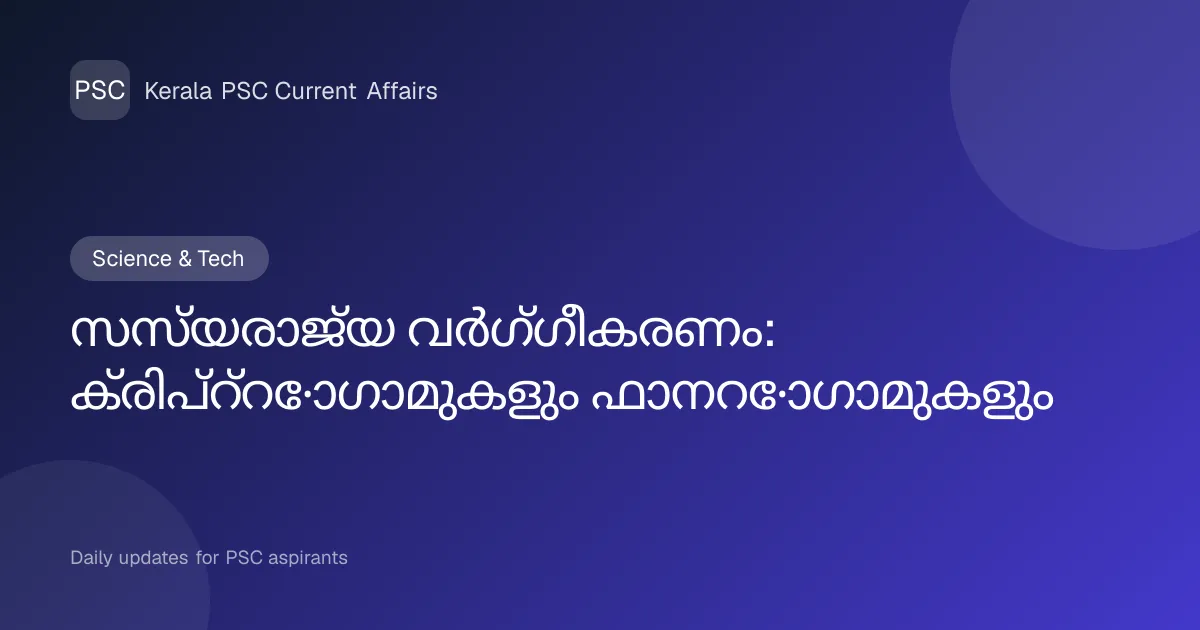 PSC Kerala PSC Current Affairs
Science & Tech
സസ്യരാജ്യ വർഗ്ഗീകരണം:
ക്രിപ്റ്റോഗാമുകളും ഫാനറോഗാമുകളും
Daily updates for PSC aspirants